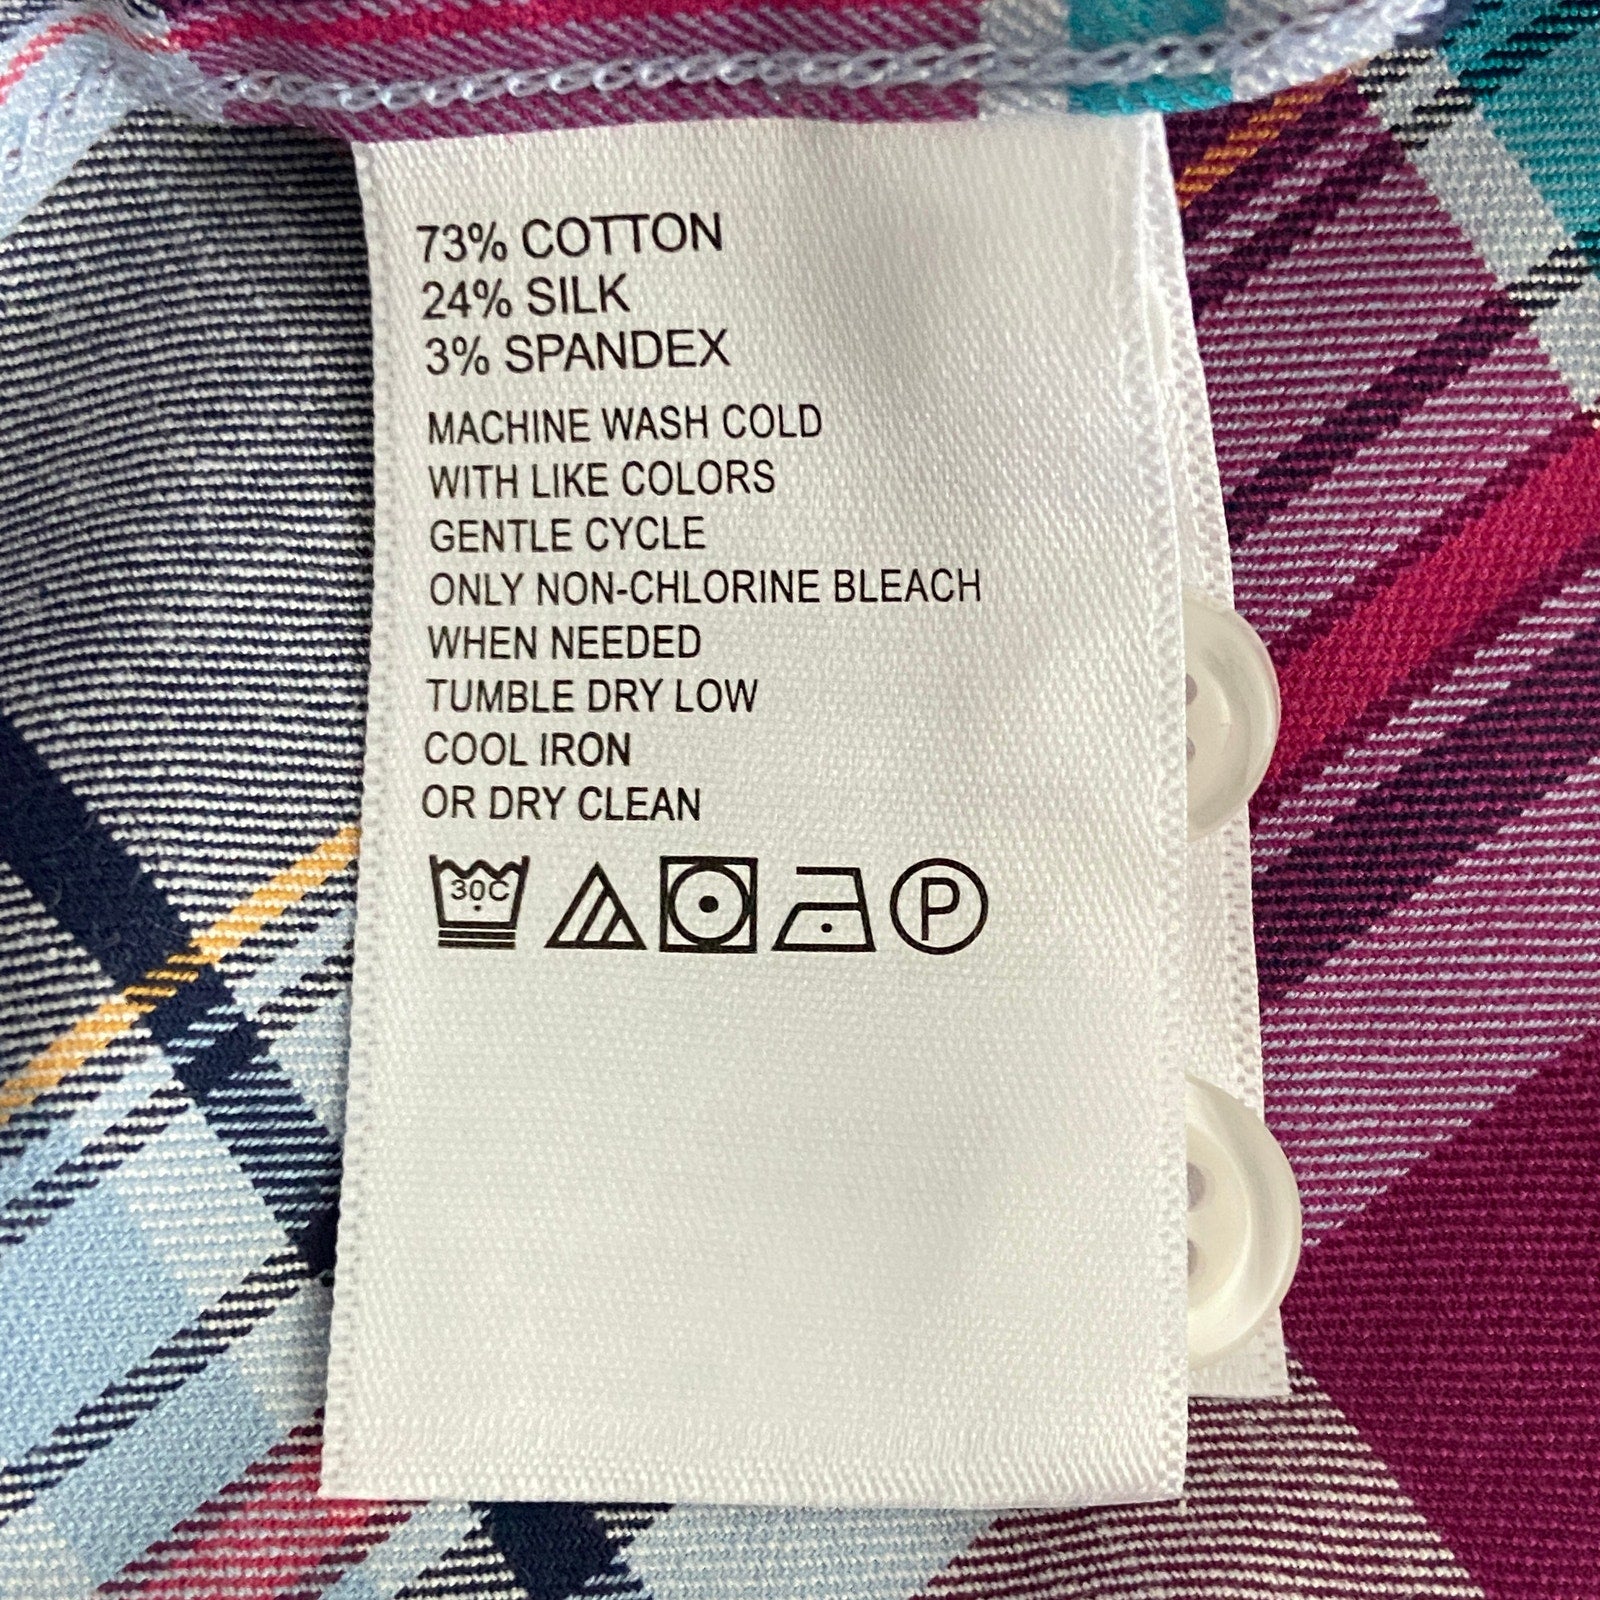 73% COTTON
24% SILK
3% SPANDEX
MACHINE WASH COLD
WITH LIKE COLORS
GENTLE CYCLE
ONLY NON-CHLORINE BLEACH
WHEN NEEDED
TUMBLE DRY LOW
COOL IRON
OR DRY CLEAN
30C P